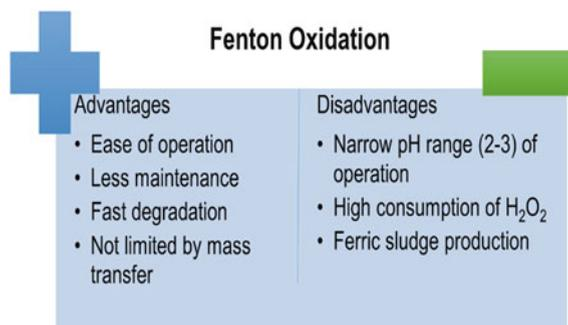 Fenton Oxidation
Advantages
• Ease of operation
• Less maintenance
• Fast degradation
• Not limited by mass
transfer
Disadvantages
• Narrow pH range (2-3) of
operation
• High consumption of H₂O₂
• Ferric sludge production